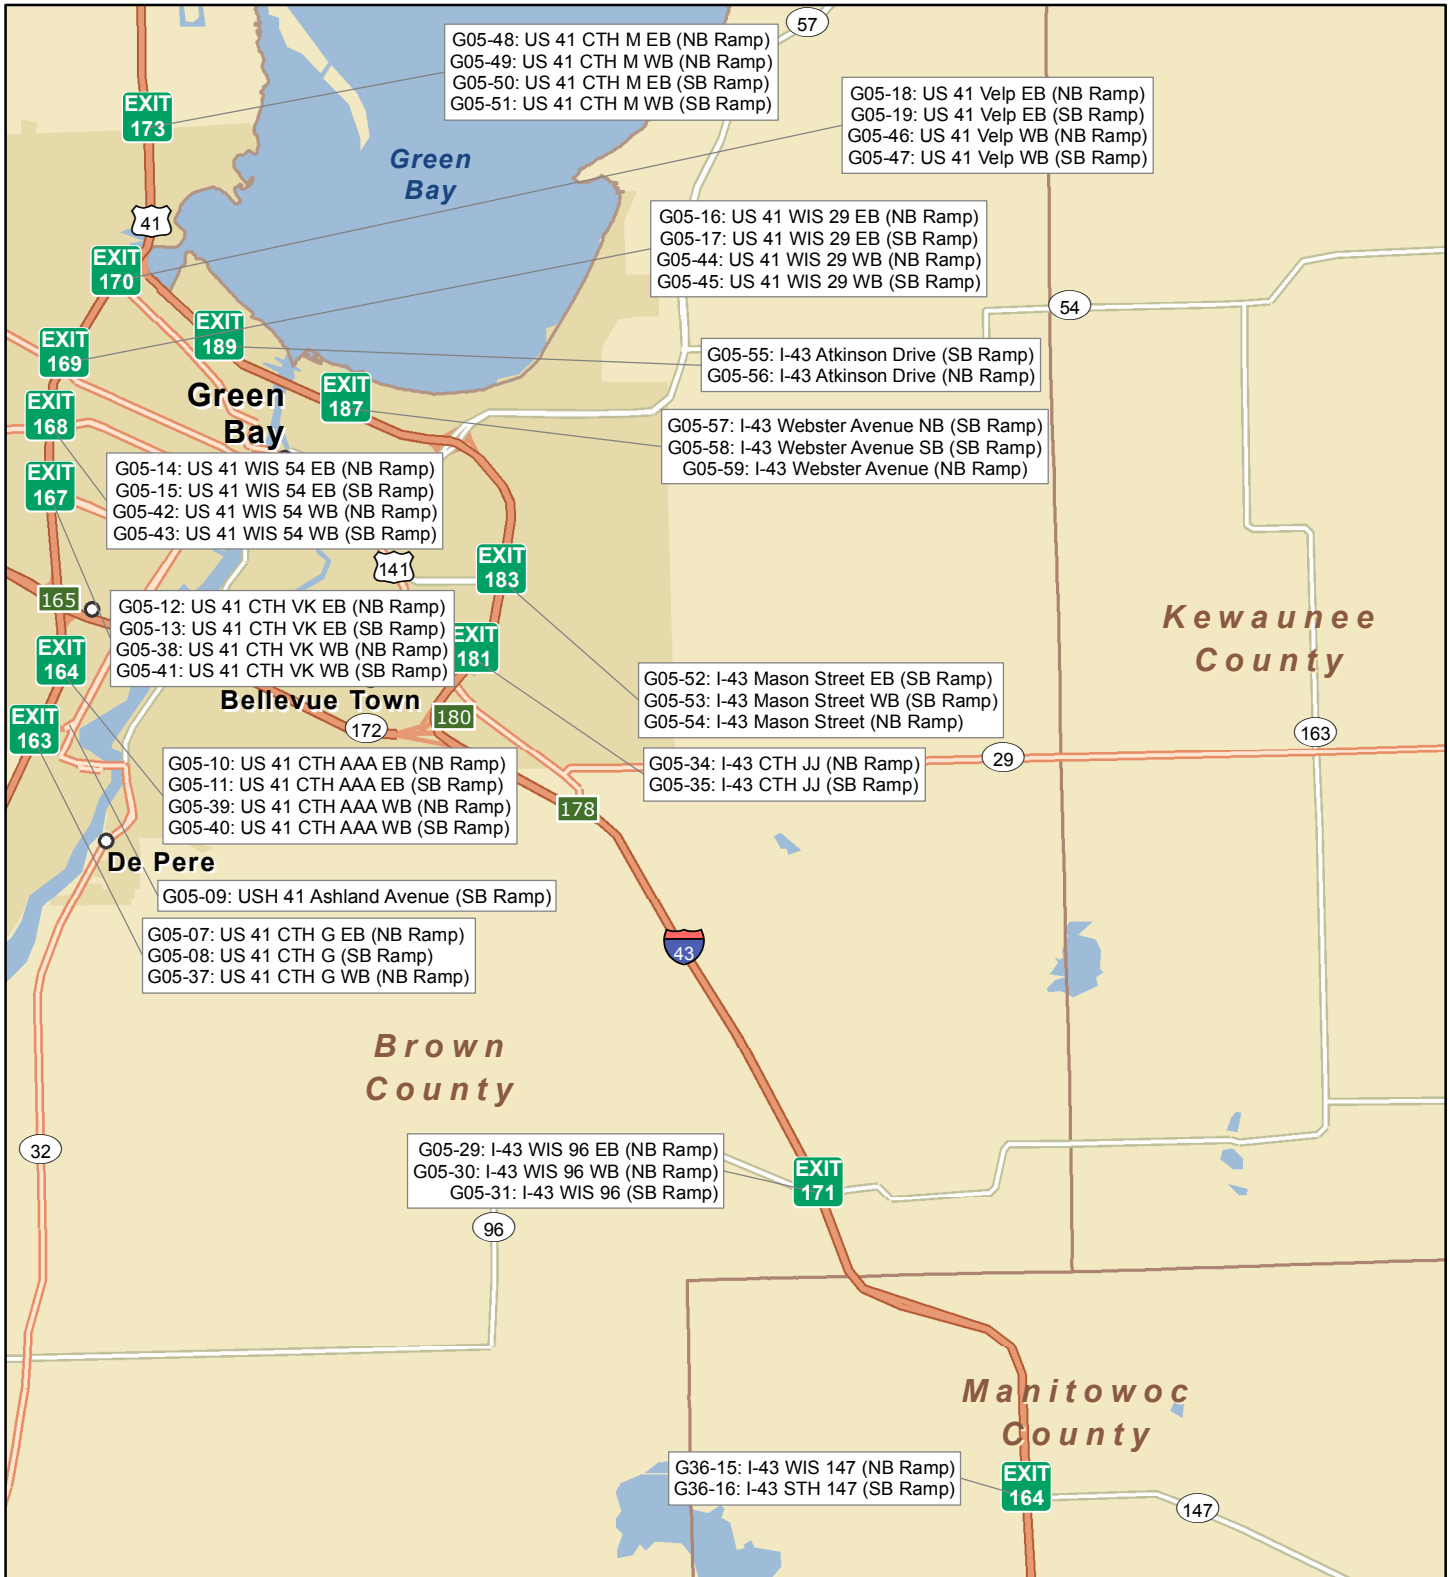 57
G05-48: US 41 CTH M EB (NB Ramp)
G05-49: US 41 CTH M WB (NB Ramp)
G05-50: US 41 CTH M EB (SB Ramp)
G05-51: US 41 CTH M WB (SB Ramp)
EXIT
173
G05-18: US 41 Velp EB (NB Ramp)
G05-19: US 41 Velp EB (SB Ramp)
G05-46: US 41 Velp WB (NB Ramp)
G05-47: US 41 Velp WB (SB Ramp)
Green
Bay
41
G05-16: US 41 WIS 29 EB (NB Ramp)
G05-17: US 41 WIS 29 EB (SB Ramp)
G05-44: US 41 WIS 29 WB (NB Ramp)
G05-45: US 41 WIS 29 WB (SB Ramp)
EXIT
170
54
EXIT
189
EXIT
169
G05-55: I-43 Atkinson Drive (SB Ramp)
G05-56: I-43 Atkinson Drive (NB Ramp)
EXIT
187
Green
Bay
EXIT
168
G05-57: I-43 Webster Avenue NB (SB Ramp)
G05-58: I-43 Webster Avenue SB (SB Ramp)
G05-59: I-43 Webster Avenue (NB Ramp)
EXIT
167
G05-14: US 41 WIS 54 EB (NB Ramp)
G05-15: US 41 WIS 54 EB (SB Ramp)
G05-42: US 41 WIS 54 WB (NB Ramp)
G05-43: US 41 WIS 54 WB (SB Ramp)
141
EXIT
183
165
G05-12: US 41 CTH VK EB (NB Ramp)
G05-13: US 41 CTH VK EB (SB Ramp)
G05-38: US 41 CTH VK WB (NB Ramp)
G05-41: US 41 CTH VK WB (SB Ramp)
Kewaunee
County
EXIT
181
EXIT
164
G05-52: I-43 Mason Street EB (SB Ramp)
G05-53: I-43 Mason Street WB (SB Ramp)
G05-54: I-43 Mason Street (NB Ramp)
Bellevue Town
180
172
EXIT
163
163
29
G05-34: I-43 CTH JJ (NB Ramp)
G05-35: I-43 CTH JJ (SB Ramp)
G05-10: US 41 CTH AAA EB (NB Ramp)
G05-11: US 41 CTH AAA EB (SB Ramp)
G05-39: US 41 CTH AAA WB (NB Ramp)
G05-40: US 41 CTH AAA WB (SB Ramp)
178
De Pere
G05-09: USH 41 Ashland Avenue (SB Ramp)
G05-07: US 41 CTH G EB (NB Ramp)
G05-08: US 41 CTH G (SB Ramp)
G05-37: US 41 CTH G WB (NB Ramp)
43
Brown
County
32
G05-29: I-43 WIS 96 EB (NB Ramp)
G05-30: I-43 WIS 96 WB (NB Ramp)
G05-31: I-43 WIS 96 (SB Ramp)
EXIT
171
96
Manitowoc
County
G36-15: I-43 WIS 147 (NB Ramp)
G36-16: I-43 STH 147 (SB Ramp)
EXIT
164
147